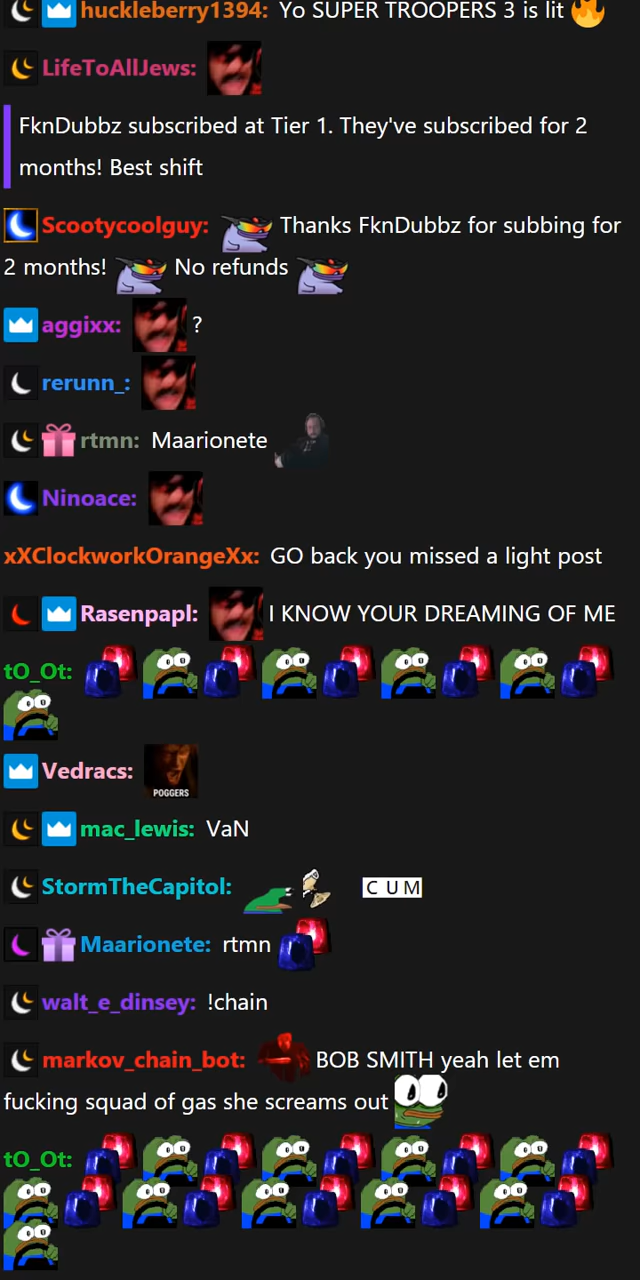 huckleberry1394: Yo SUPER TROOPERS 3 is lit
LifeToAllJews:
FknDubbz subscribed at Tier 1. They've subscribed for 2
months! Best shift
Scootycoolguy: Thanks FknDubbz for subbing for
2 months! No refunds
aggixx: ?
rerunn_:
rtmn: Maarionete
Ninoace:
xXClockworkOrangeXx: GO back you missed a light post
Rasenpapl: I KNOW YOUR DREAMING OF ME
tO_Ot:
Vedracs: POGGERS
mac_lewis: VaN
StormTheCapitol: CUM
Maarionete: rtmn
walt_e_dinsey: !chain
markov_chain_bot: BOB SMITH yeah let em
fucking squad of gas she screams out
tO_Ot: